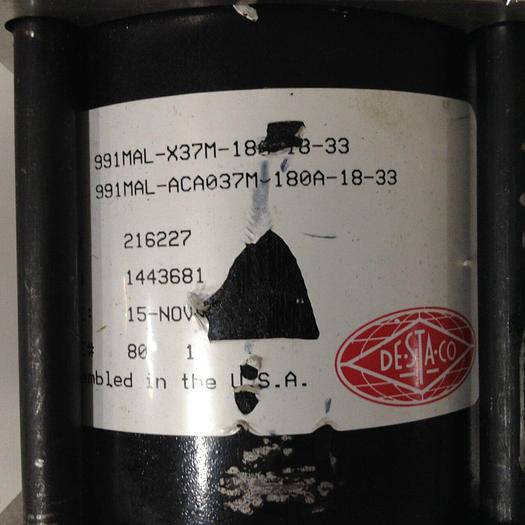 991MAL-X37M-18 18-33
991MAL-ACA037M-180A-18-33
216227
1443681
: 15-NOV
# 80 1
mbled in the U.S.A.
DE-STA-CO